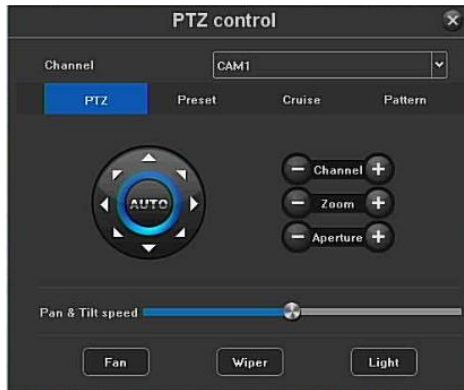 PTZ control
Channel CAM1
PTZ Preset Cruise Pattern
AUTO
Channel
Zoom
Aperture
Pan & Tilt speed
Fan Wiper Light